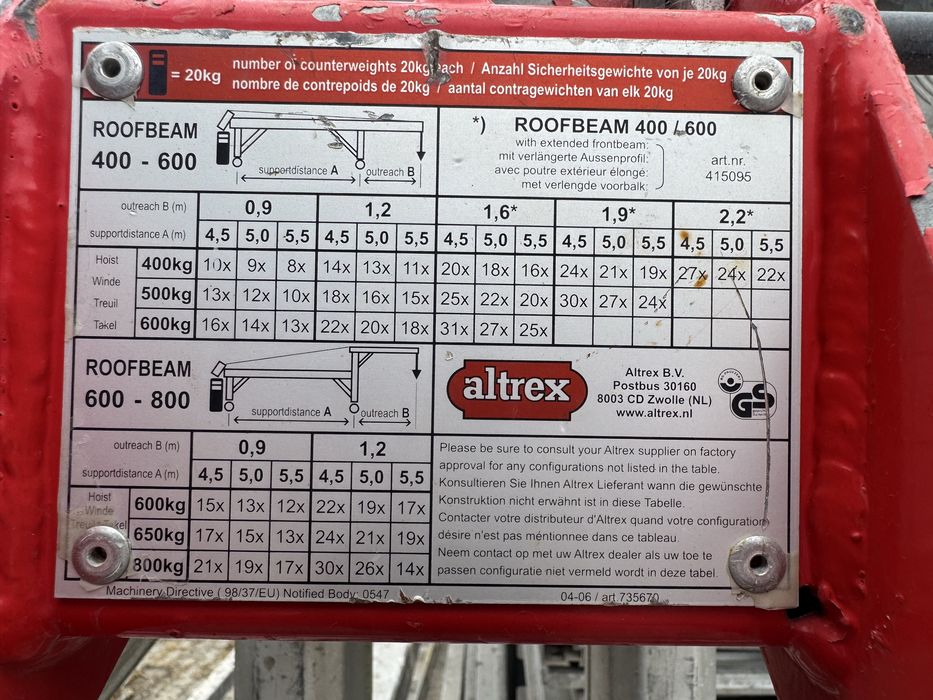 = 20kg
number of counterweights 20kg each / Anzahl Sicherheitsgewichte von je 20kg
nombre de contrepoids de 20kg / aantal contragewichten van elk 20kg
ROOFBEAM
400 - 600
supportdistance A
outreach B
*) ROOFBEAM 400 / 600
with extended frontbeam:
mit verlängerte Aussenprofil:
avec poutre extérieur élongé:
met verlengde voorbalk:
art.nr.
415095
outreach B (m) 0,9 1,2 1,6* 1,9* 2,2*
supportdistance A (m) 4,5 5,0 5,5 4,5 5,0 5,5 4,5 5,0 5,5 4,5 5,0 5,5 4,5 5,0 5,5
Hoist
Winde
Treuil
Takel
400kg 10x 9x 8x 14x 13x 11x 20x 18x 16x 24x 21x 19x 27x 24x 22x
500kg 13x 12x 10x 18x 16x 15x 25x 22x 20x 30x 27x 24x
600kg 16x 14x 13x 22x 20x 18x 31x 27x 25x
ROOFBEAM
600 - 800
supportdistance A
outreach B
altrex
Altrex B.V.
Postbus 30160
8003 CD Zwolle (NL)
www.altrex.nl
GS
outreach B (m) 0,9 1,2
supportdistance A (m) 4,5 5,0 5,5 4,5 5,0 5,5
Hoist
Winde
Treuil Takel
600kg 15x 13x 12x 22x 19x 17x
650kg 17x 15x 13x 24x 21x 19x
800kg 21x 19x 17x 30x 26x 14x
Please be sure to consult your Altrex supplier on factory
approval for any configurations not listed in the table.
Konsultieren Sie Ihnen Altrex Lieferant wann die gewünschte
Konstruktion nicht erwähnt ist in diese Tabelle.
Contacter votre distributeur d'Altrex quand votre configuration
désire n'est pas méntionnee dans ce tableau.
Neem contact op met uw Altrex dealer als uw toe te
passen configuratie niet vermeld wordt in deze tabel.
Machinery Directive ( 98/37/EU) Notified Body: 0547
04-06 / art.735670